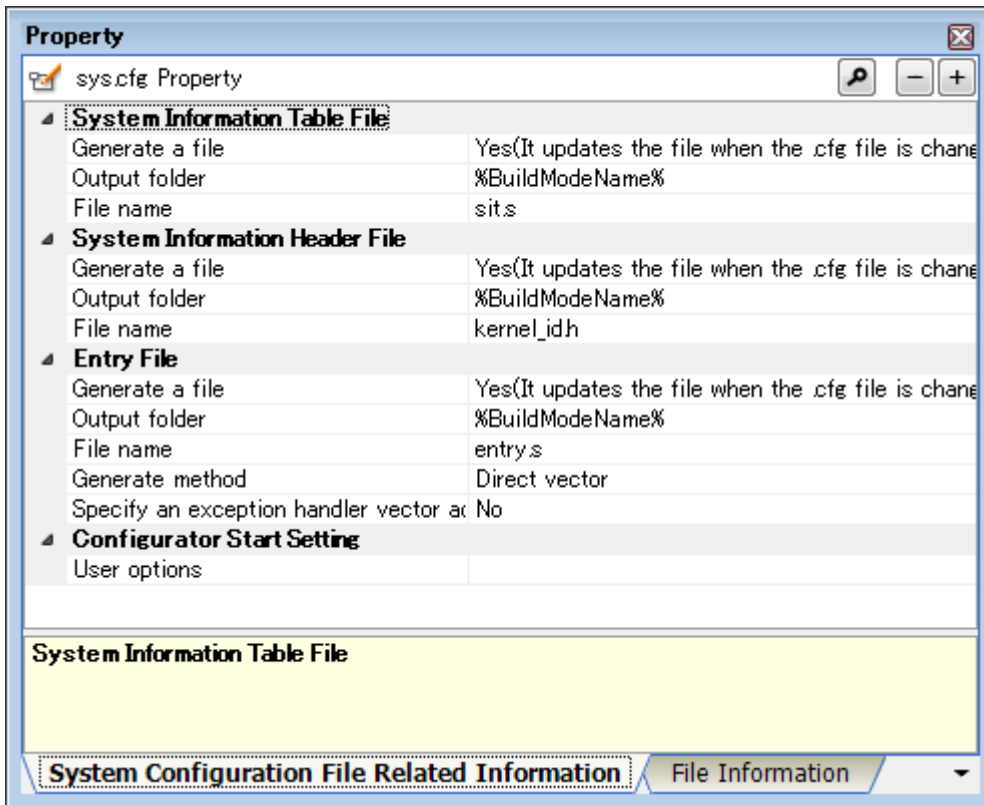 Property
sys.cfg Property
System Information Table File
Generate a file Yes(It updates the file when the .cfg file is chang
Output folder %BuildModeName%
File name sit.s
System Information Header File
Generate a file Yes(It updates the file when the .cfg file is chang
Output folder %BuildModeName%
File name kernel_id.h
Entry File
Generate a file Yes(It updates the file when the .cfg file is chang
Output folder %BuildModeName%
File name entry.s
Generate method Direct vector
Specify an exception handler vector ad No
Configurator Start Setting
User options
System Information Table File
System Configuration File Related Information File Information